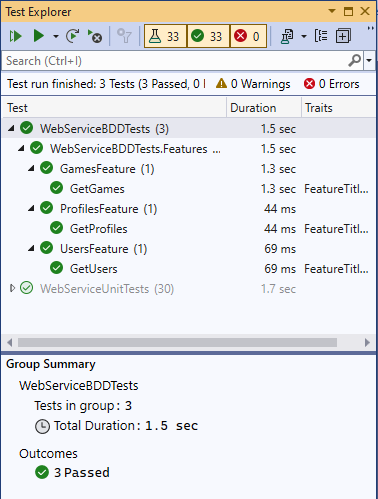 Test Explorer
33 33 0
Search (Ctrl+I)
Test run finished: 3 Tests (3 Passed, 0 0 Warnings 0 Errors
Test Duration Traits
WebServiceBDDTests (3) 1.5 sec
WebServiceBDDTests.Features ... 1.5 sec
GamesFeature (1) 1.3 sec
GetGames 1.3 sec FeatureTitl...
ProfilesFeature (1) 44 ms
GetProfiles 44 ms FeatureTitl...
UsersFeature (1) 69 ms
GetUsers 69 ms FeatureTitl...
WebServiceUnitTests (30) 1.7 sec
Group Summary
WebServiceBDDTests
Tests in group: 3
Total Duration: 1.5 sec
Outcomes
3 Passed